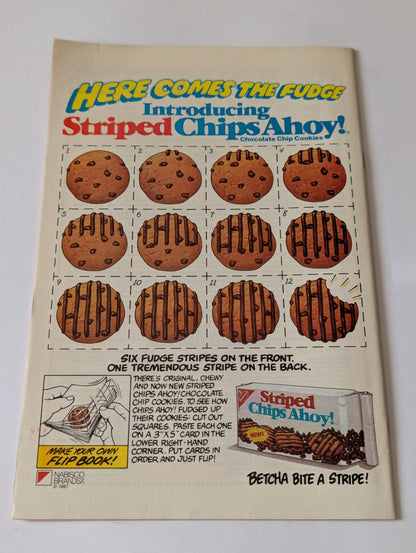 HERE COMES THE FUDGE
Introducing
Striped Chips Ahoy!®
Chocolate Chip Cookies
1 2 3 4
5 6 7 8
9 10 11 12
SIX FUDGE STRIPES ON THE FRONT.
ONE TREMENDOUS STRIPE ON THE BACK.
THERE'S ORIGINAL, CHEWY
AND NOW NEW STRIPED
CHIPS AHOY! CHOCOLATE
CHIP COOKIES. TO SEE HOW
CHIPS AHOY! FUDGED UP
THEIR COOKIES: CUT OUT
SQUARES. PASTE EACH ONE
ON A 3" X 5" CARD IN THE
LOWER RIGHT-HAND
CORNER. PUT CARDS IN
ORDER AND JUST FLIP!
MAKE YOUR OWN
FLIP BOOK!
Striped
Chips Ahoy!
NEW!
NABISCO
BRANDS
© 1987
BETCHA BITE A STRIPE!